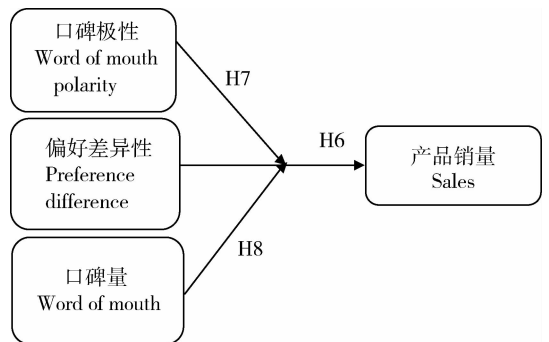 口碑极性
Word of mouth
polarity
H7
偏好差异性
Preference
difference
H6
产品销量
Sales
口碑量
Word of mouth
H8